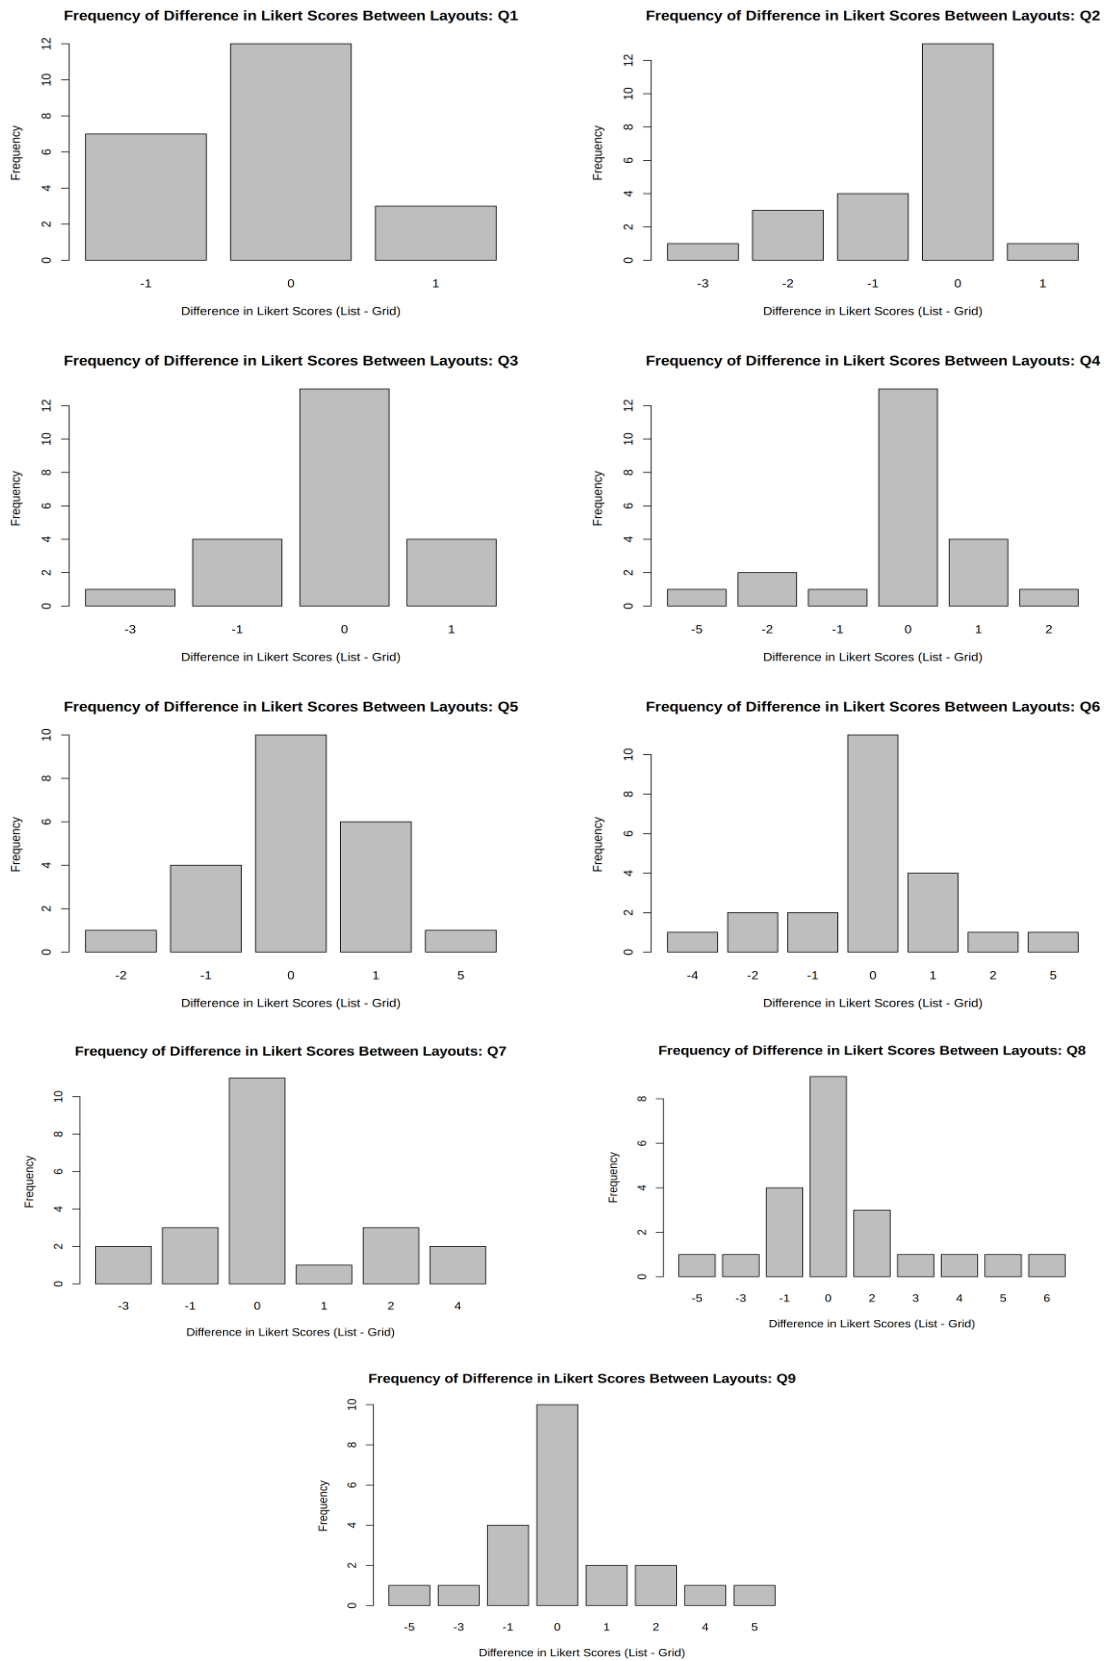 Frequency of Difference in Likert Scores Between Layouts: Q1
Frequency
0 2 4 6 8 10 12
-1 0 1
Difference in Likert Scores (List - Grid)
Frequency of Difference in Likert Scores Between Layouts: Q2
Frequency
0 2 4 6 8 10 12
-3 -2 -1 0 1
Difference in Likert Scores (List - Grid)
Frequency of Difference in Likert Scores Between Layouts: Q3
Frequency
0 2 4 6 8 10 12
-3 -1 0 1
Difference in Likert Scores (List - Grid)
Frequency of Difference in Likert Scores Between Layouts: Q4
Frequency
0 2 4 6 8 10 12
-5 -2 -1 0 1 2
Difference in Likert Scores (List - Grid)
Frequency of Difference in Likert Scores Between Layouts: Q5
Frequency
0 2 4 6 8 10
-2 -1 0 1 5
Difference in Likert Scores (List - Grid)
Frequency of Difference in Likert Scores Between Layouts: Q6
Frequency
0 2 4 6 8 10
-4 -2 -1 0 1 2 5
Difference in Likert Scores (List - Grid)
Frequency of Difference in Likert Scores Between Layouts: Q7
Frequency
0 2 4 6 8 10
-3 -1 0 1 2 4
Difference in Likert Scores (List - Grid)
Frequency of Difference in Likert Scores Between Layouts: Q8
Frequency
0 2 4 6 8
-5 -3 -1 0 2 3 4 5 6
Difference in Likert Scores (List - Grid)
Frequency of Difference in Likert Scores Between Layouts: Q9
Frequency
0 2 4 6 8 10
-5 -3 -1 0 1 2 4 5
Difference in Likert Scores (List - Grid)